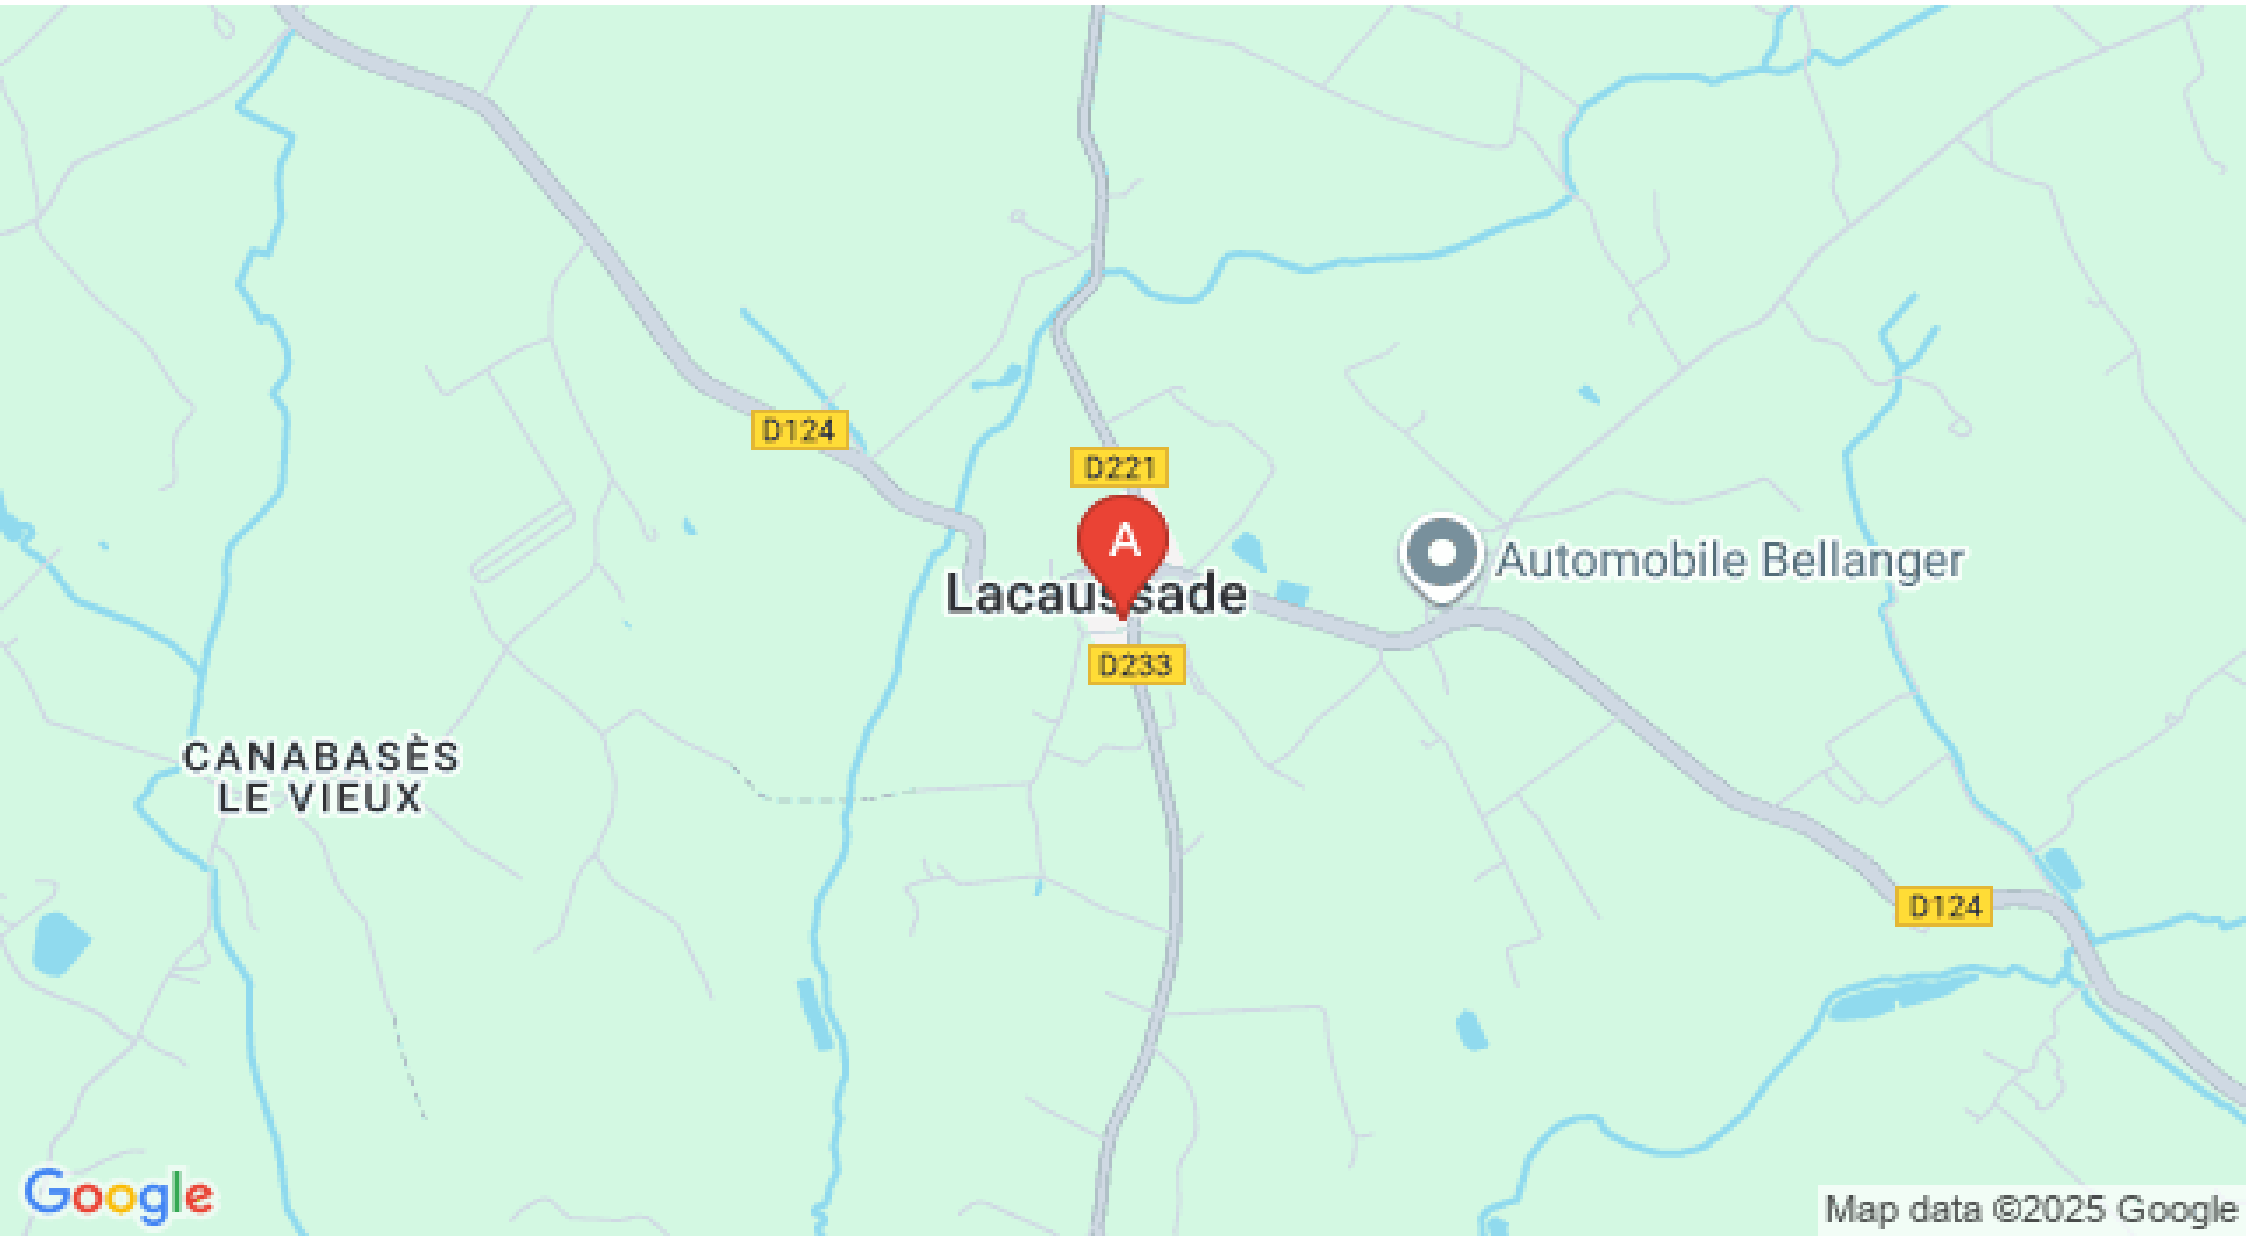 D124
D221
A
Lacaussade
Automobile Bellanger
D233
CANABASÈS
LE VIEUX
D124
Google
Map data ©2025 Google